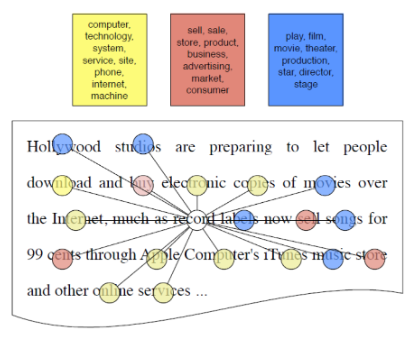 computer,
technology,
system,
service, site,
phone,
internet,
machine
sell, sale,
store, product,
business,
advertising,
market,
consumer
play, film,
movie, theater,
production,
star, director,
stage
Hollywood studios are preparing to let people
download and buy electronic copies of movies over
the Internet, much as record labels now sell songs for
99 cents through Apple Computer's iTunes music store
and other online services ...